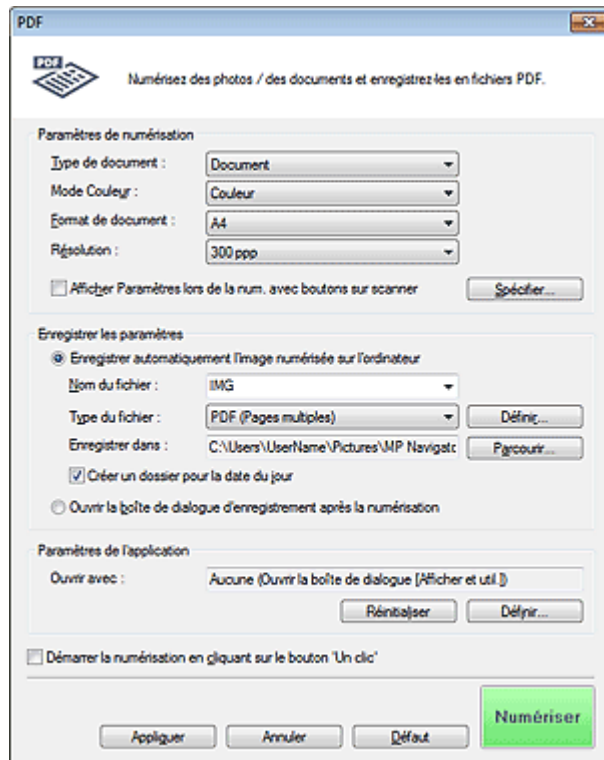 PDF
PDF
Numérisez des photos / des documents et enregistrez-les en fichiers PDF.
Paramètres de numérisation
Type de document :
Document
Mode Couleur :
Couleur
Format de document :
A4
Résolution :
300 ppp
Afficher Paramètres lors de la num. avec boutons sur scanner
Spécifier...
Enregistrer les paramètres
Enregistrer automatiquement l'image numérisée sur l'ordinateur
Nom du fichier :
IMG
Type du fichier :
PDF (Pages multiples)
Définir...
Enregistrer dans :
C:\Users\UserName\Pictures\MP Navigato
Parcourir...
Créer un dossier pour la date du jour
Ouvrir la boîte de dialogue d'enregistrement après la numérisation
Paramètres de l'application
Ouvrir avec :
Aucune (Ouvrir la boîte de dialogue [Afficher et util.])
Réinitialiser
Définir...
Démarrer la numérisation en cliquant sur le bouton 'Un clic'
Numériser
Appliquer
Annuler
Défaut